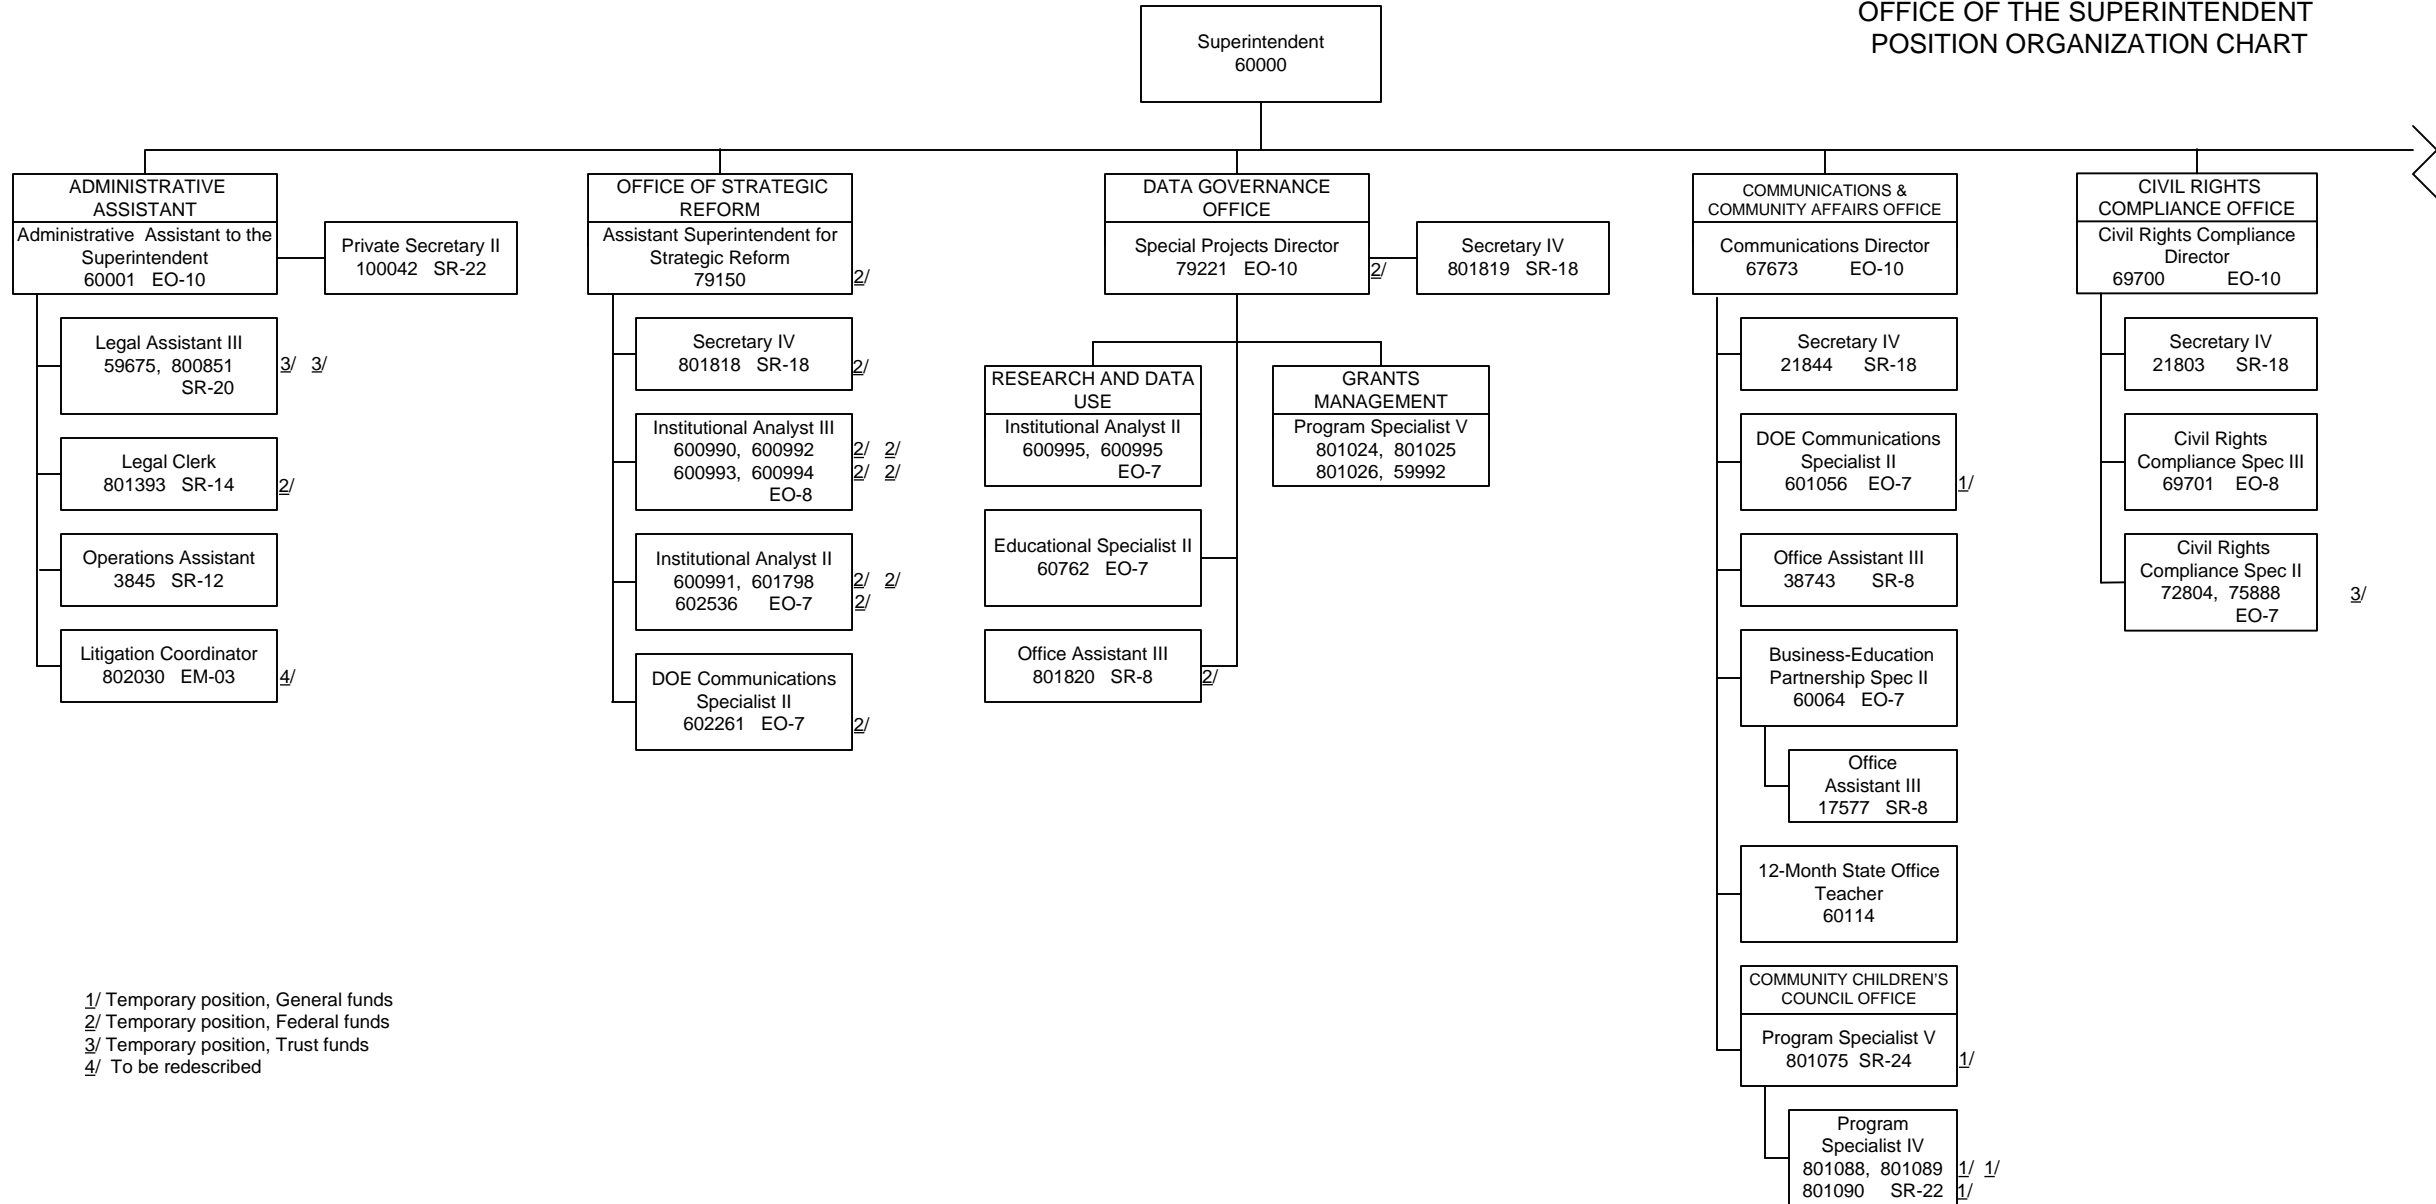 OFFICE OF THE SUPERINTENDENT
POSITION ORGANIZATION CHART
Superintendent
60000
ADMINISTRATIVE
ASSISTANT
Administrative Assistant to the
Superintendent
60001 EO-10
Private Secretary II
100042 SR-22
Legal Assistant III
59675, 800851 3/ 3/
SR-20
Legal Clerk
801393 SR-14 2/
Operations Assistant
3845 SR-12
Litigation Coordinator
802030 EM-03 4/
OFFICE OF STRATEGIC
REFORM
Assistant Superintendent for
Strategic Reform
79150 2/
Secretary IV
801818 SR-18 2/
Institutional Analyst III
600990, 600992 2/ 2/
600993, 600994 2/ 2/
EO-8
Institutional Analyst II
600991, 601798 2/ 2/
602536 EO-7 2/
DOE Communications
Specialist II
602261 EO-7 2/
DATA GOVERNANCE
OFFICE
Special Projects Director
79221 EO-10 2/
Secretary IV
801819 SR-18
RESEARCH AND DATA
USE
Institutional Analyst II
600995, 600995
EO-7
GRANTS
MANAGEMENT
Program Specialist V
801024, 801025
801026, 59992
Educational Specialist II
60762 EO-7
Office Assistant III
801820 SR-8 2/
COMMUNICATIONS &
COMMUNITY AFFAIRS OFFICE
Communications Director
67673 EO-10
Secretary IV
21844 SR-18
DOE Communications
Specialist II
601056 EO-7 1/
Office Assistant III
38743 SR-8
Business-Education
Partnership Spec II
60064 EO-7
Office
Assistant III
17577 SR-8
12-Month State Office
Teacher
60114
COMMUNITY CHILDREN'S
COUNCIL OFFICE
Program Specialist V
801075 SR-24 1/
Program
Specialist IV
801088, 801089 1/ 1/
801090 SR-22 1/
CIVIL RIGHTS
COMPLIANCE OFFICE
Civil Rights Compliance
Director
69700 EO-10
Secretary IV
21803 SR-18
Civil Rights
Compliance Spec III
69701 EO-8
Civil Rights
Compliance Spec II
72804, 75888 3/
EO-7
1/ Temporary position, General funds
2/ Temporary position, Federal funds
3/ Temporary position, Trust funds
4/ To be redescribed